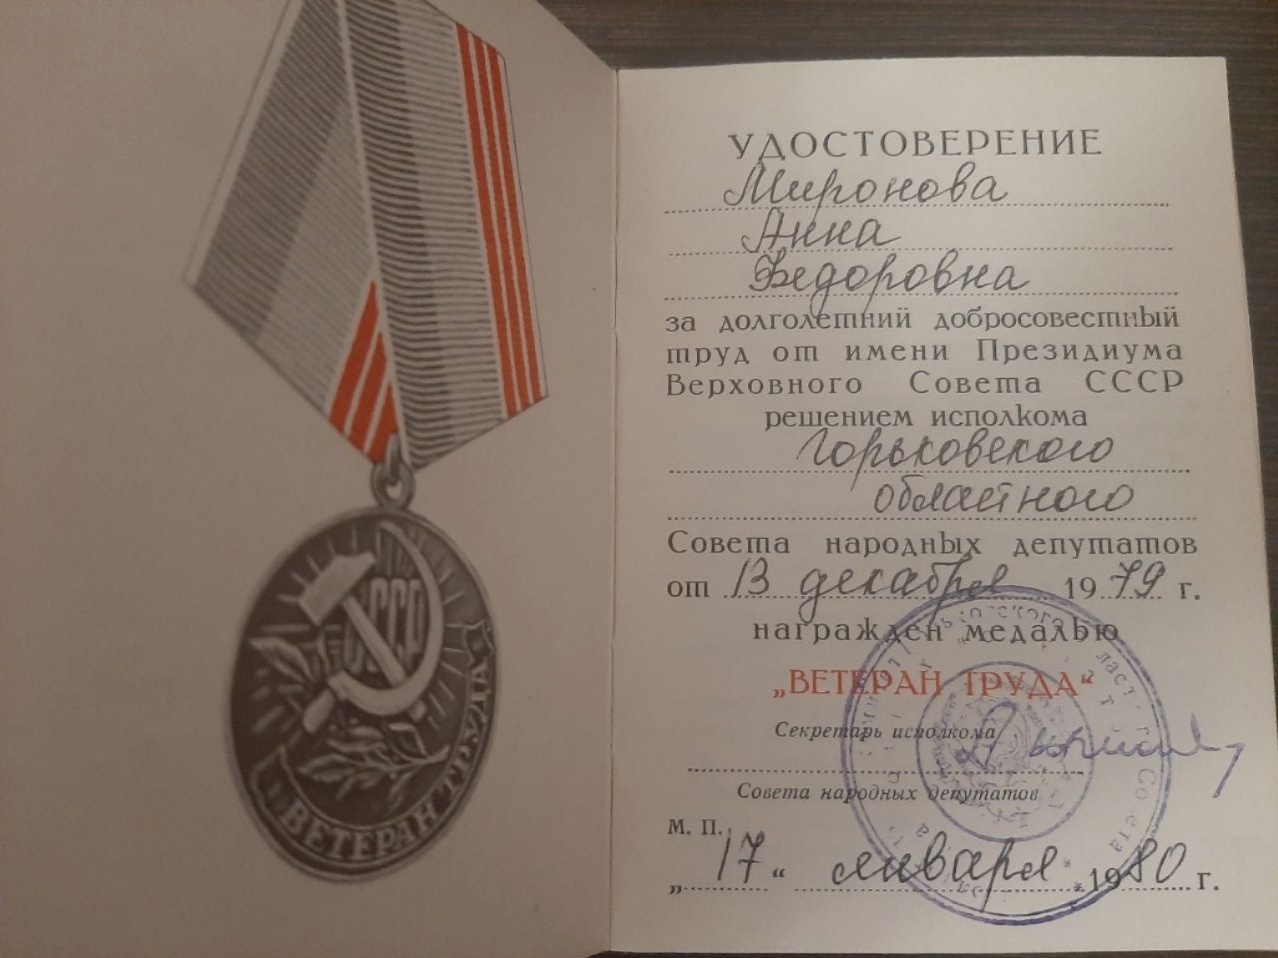 СССР
ВЕТЕРАН ТРУДА
УДОСТОВЕРЕНИЕ
Миронова
Анна
Федоровна
за долголетний добросовестный
труд от имени Президиума
Верховного Совета СССР
решением исполкома
Горьковского
областного
Совета народных депутатов
от 13 декабря 1979 г.
награжден медалью
„ВЕТЕРАН ТРУДА“
Секретарь исполкома
Совета народных депутатов
М. П.
„17“ января 1980 г.